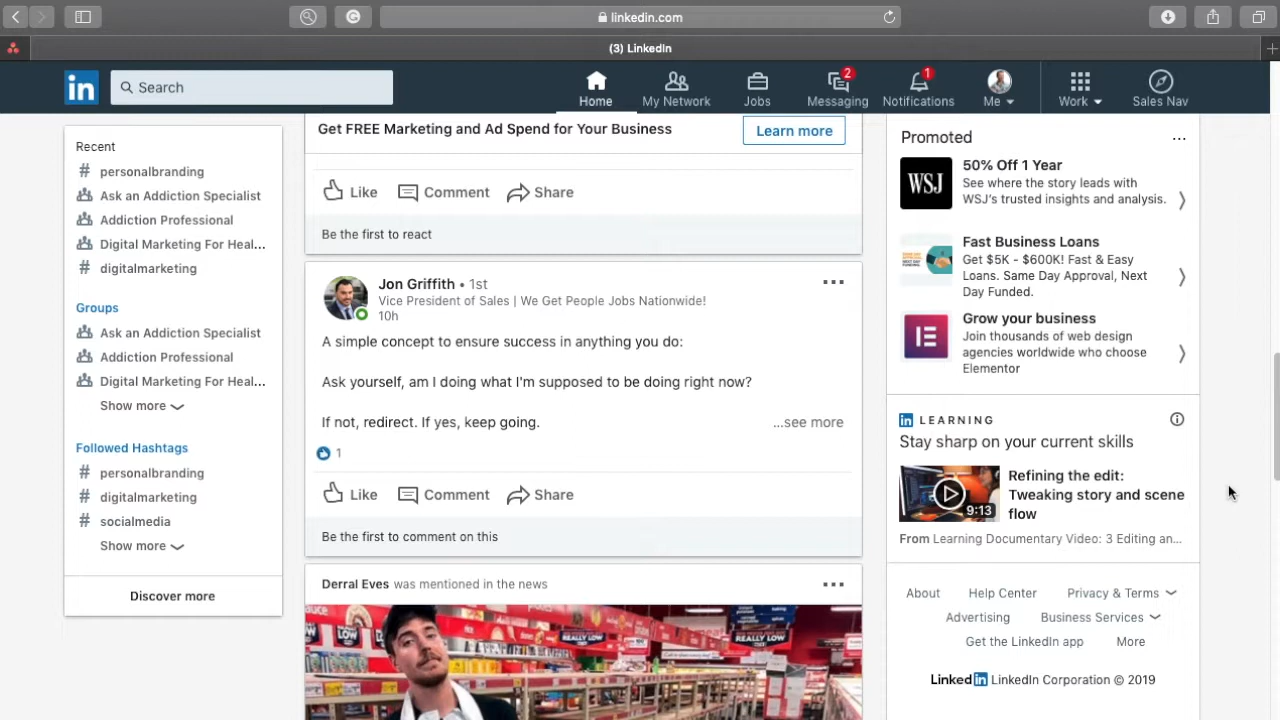 linkedin.com
(3) LinkedIn
in
Search
Home
My Network
Jobs
2
Messaging
1
Notifications
Me
Work
Sales Nav
Recent
# personalbranding
Ask an Addiction Specialist
Addiction Professional
Digital Marketing For Heal...
# digitalmarketing
Groups
Ask an Addiction Specialist
Addiction Professional
Digital Marketing For Heal...
Show more
Followed Hashtags
# personalbranding
# digitalmarketing
# socialmedia
Show more
Discover more
Get FREE Marketing and Ad Spend for Your Business
Learn more
Like Comment Share
Be the first to react
Jon Griffith • 1st
Vice President of Sales | We Get People Jobs Nationwide!
10h
A simple concept to ensure success in anything you do:
Ask yourself, am I doing what I'm supposed to be doing right now?
If not, redirect. If yes, keep going.
...see more
1
Like Comment Share
Be the first to comment on this
Derral Eves was mentioned in the news
LOW
REALLY LOW
Promoted
WSJ
50% Off 1 Year
See where the story leads with
WSJ's trusted insights and analysis.
Fast Business Loans
Get $5K - $600K! Fast & Easy
Loans. Same Day Approval, Next
Day Funded.
Grow your business
Join thousands of web design
agencies worldwide who choose
Elementor
in LEARNING
Stay sharp on your current skills
9:13
Refining the edit:
Tweaking story and scene
flow
From Learning Documentary Video: 3 Editing an...
About Help Center Privacy & Terms
Advertising Business Services
Get the LinkedIn app More
Linked in LinkedIn Corporation © 2019